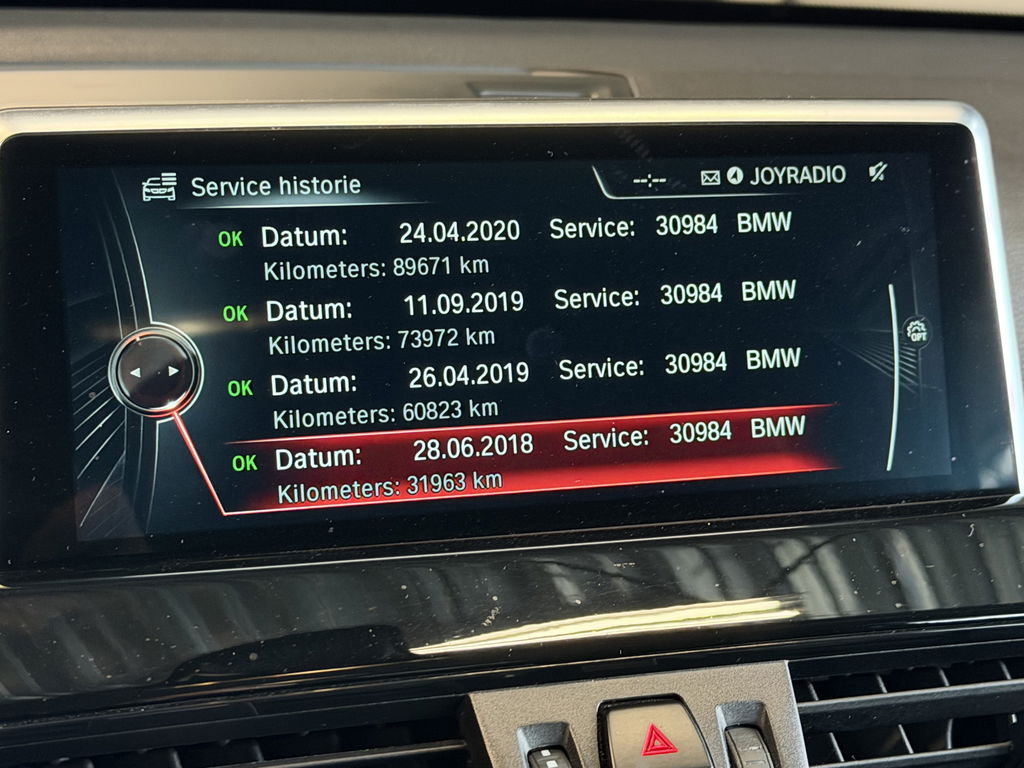 Service historie
--:-- JOYRADIO
OK Datum: 24.04.2020 Service: 30984 BMW
Kilometers: 89671 km
OK Datum: 11.09.2019 Service: 30984 BMW
Kilometers: 73972 km
OK Datum: 26.04.2019 Service: 30984 BMW
Kilometers: 60823 km
OK Datum: 28.06.2018 Service: 30984 BMW
Kilometers: 31963 km
OPT